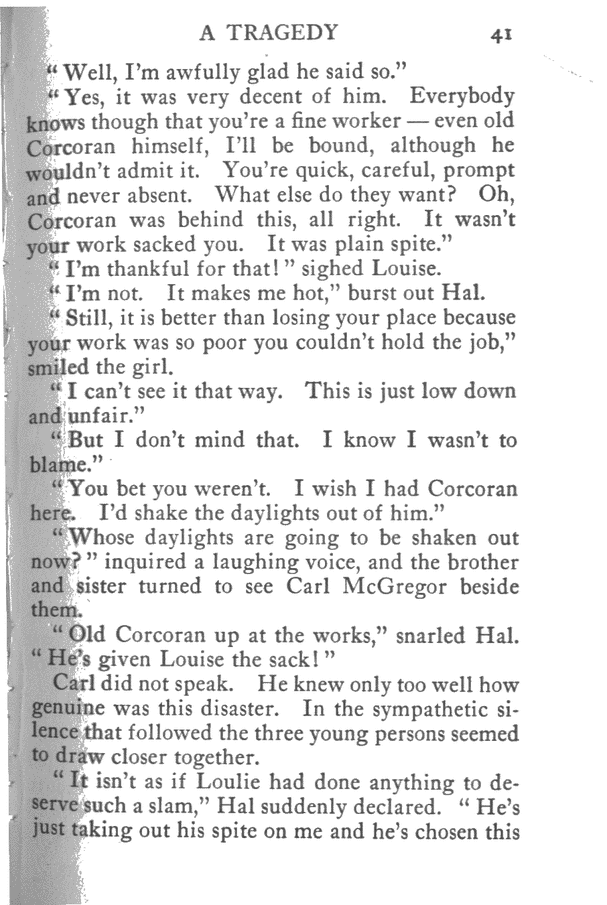 A TRAGEDY 41
“ Well, I'm awfully glad he said so.”
“ Yes, it was very decent of him. Everybody
knows though that you're a fine worker — even old
Corcoran himself, I'll be bound, although he
wouldn't admit it. You're quick, careful, prompt
and never absent. What else do they want? Oh,
Corcoran was behind this, all right. It wasn't
your work sacked you. It was plain spite.”
“ I'm thankful for that! ” sighed Louise.
“ I'm not. It makes me hot,” burst out Hal.
“ Still, it is better than losing your place because
your work was so poor you couldn't hold the job,”
smiled the girl.
“ I can't see it that way. This is just low down
and unfair.”
“ But I don't mind that. I know I wasn't to
blame.”
“ You bet you weren't. I wish I had Corcoran
here. I'd shake the daylights out of him.”
“ Whose daylights are going to be shaken out
now? ” inquired a laughing voice, and the brother
and sister turned to see Carl McGregor beside
them.
“ Old Corcoran up at the works,” snarled Hal.
“ He's given Louise the sack! ”
Carl did not speak. He knew only too well how
genuine was this disaster. In the sympathetic si-
lence that followed the three young persons seemed
to draw closer together.
“ It isn't as if Loulie had done anything to de-
serve such a slam,” Hal suddenly declared. “ He's
just taking out his spite on me and he's chosen this